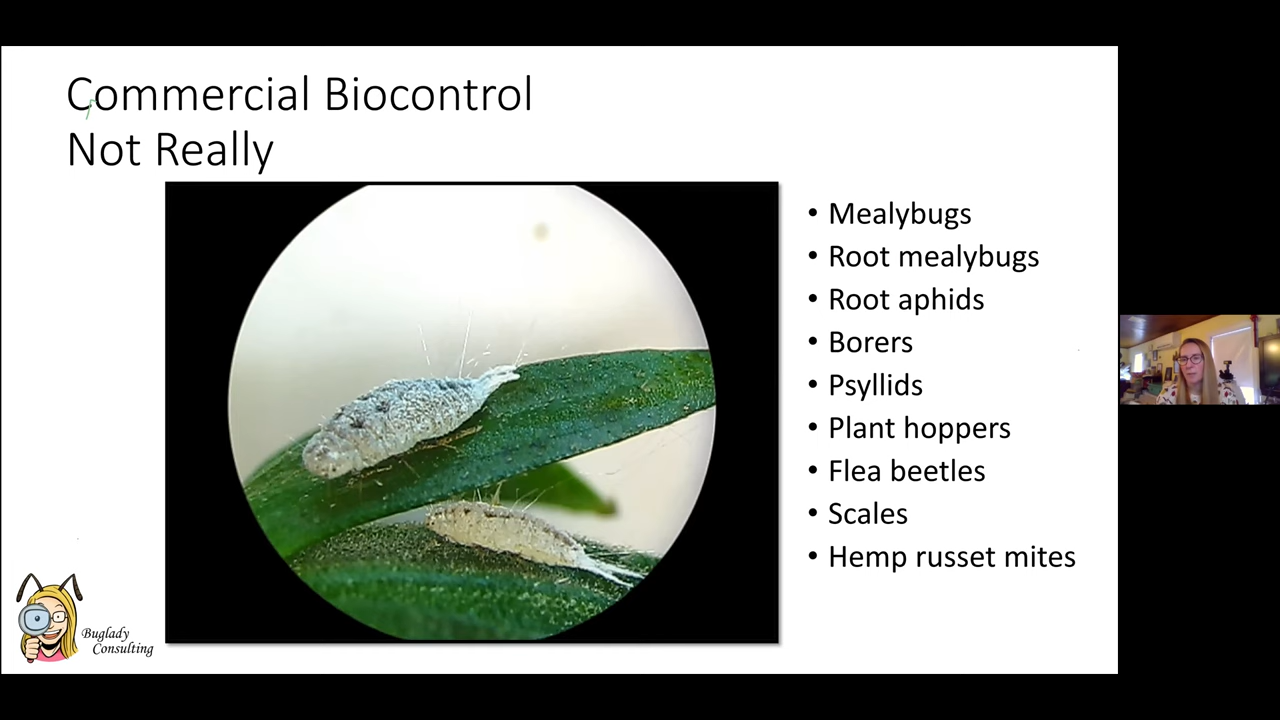 Commercial Biocontrol
Not Really
• Mealybugs
• Root mealybugs
• Root aphids
• Borers
• Psyllids
• Plant hoppers
• Flea beetles
• Scales
• Hemp russet mites
Buglady
Consulting